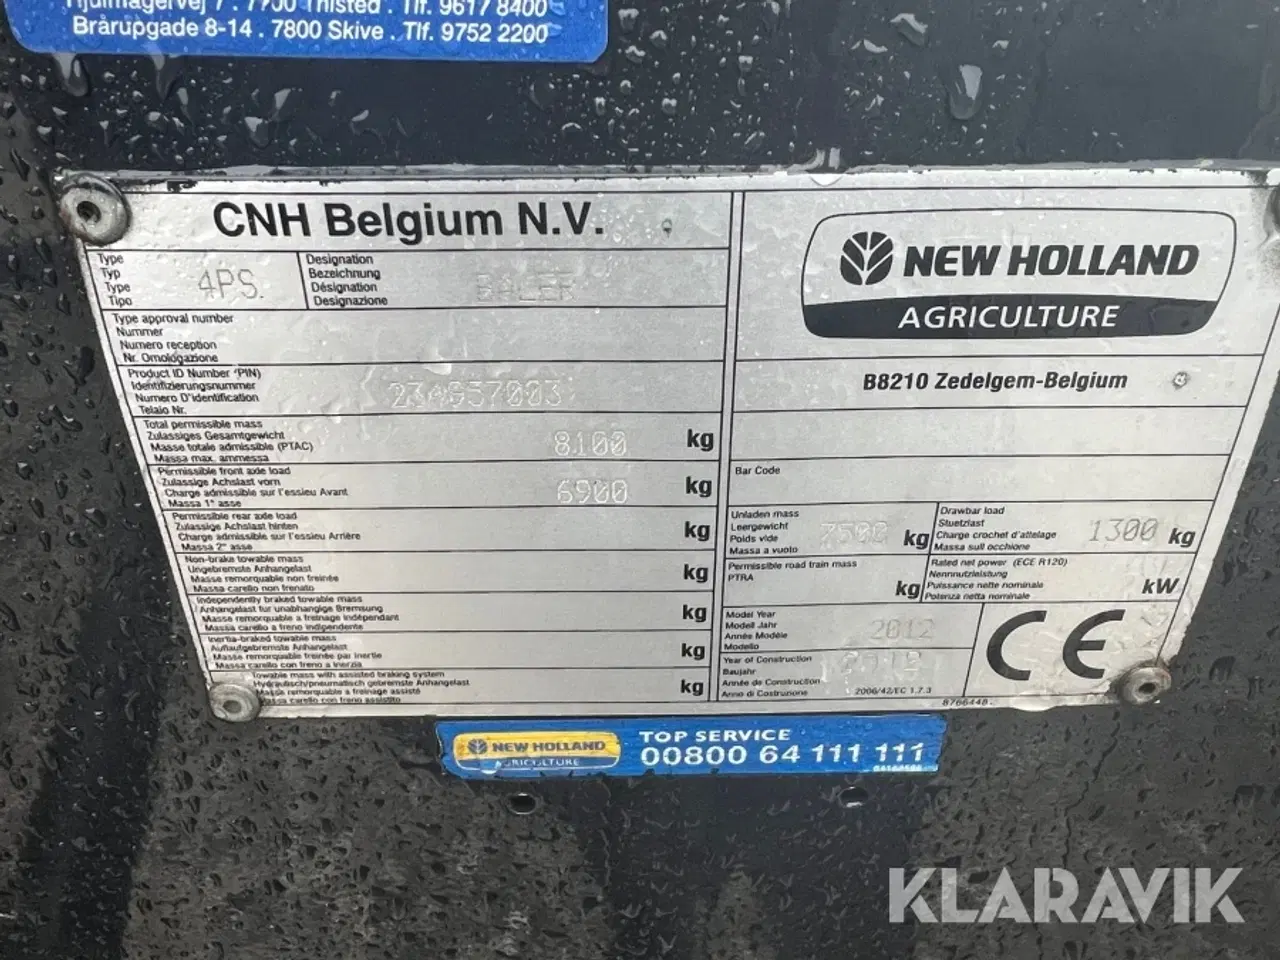 Tlf. 9617 8400
Brårupgade 8-14 . 7800 Skive . Tlf. 9752 2200
CNH Belgium N.V.
Type
Typ
Type
Tipo
4PS.
Designation
Bezeichnung
Désignation
Designazione
BALER
Type approval number
Nummer
Numero reception
Nr. Omologazione
Product ID Number (PIN)
Identifizierungsnummer
Numero D'identification
Telaio Nr.
Total permissible mass
Zulassiges Gesamtgewicht
Masse totale admissible (PTAC)
Massa max. ammessa
8100 kg
Permissible front axle load
Zulassige Achslast vorn
Charge admissible sur l'essieu Avant
Massa 1° asse
6900 kg
Permissible rear axle load
Zulassige Achslast hinten
Charge admissible sur l'essieu Arrière
Massa 2° asse
kg
Non-brake towable mass
Ungebremste Anhangelast
Masse remorquable non freinée
Massa carello non frenato
kg
Independently braked towable mass
Anhangelast fur unabhangige Bremsung
Masse remorquable a freinage indépendant
Massa carello a freno indipendente
kg
Inertia-braked towable mass
Auflaufgebremste Anhangelast
Masse remorquable freinée par inertie
Massa carello con freno a inerzia
kg
Towable mass with assisted braking system
Hydraulisch/pneumatisch gebremste Anhangelast
Masse remorquable a freinage assisté
Massa carello con freno assistito
kg
NEW HOLLAND
AGRICULTURE
B8210 Zedelgem-Belgium
Bar Code
Unladen mass
Leergewicht
Poids vide
Massa a vuoto
kg
Drawbar load
Stuetzlast
Charge crochet d'attelage
Massa sull occhione
1300 kg
Permissible road train mass
PTRA
kg
Rated net power (ECE R120)
Nennnutzleistung
Puissance nette nominale
Potenza netta nominale
kW
Model Year
Modell Jahr
Année Modèle
Modello
2012
Year of Construction
Baujahr
Année de Construction
Anno di Costruzione
2006/42/EC 1.7.3
CE
8766448
NEW HOLLAND
AGRICULTURE
TOP SERVICE
00800 64 111 111
KLARAVIK